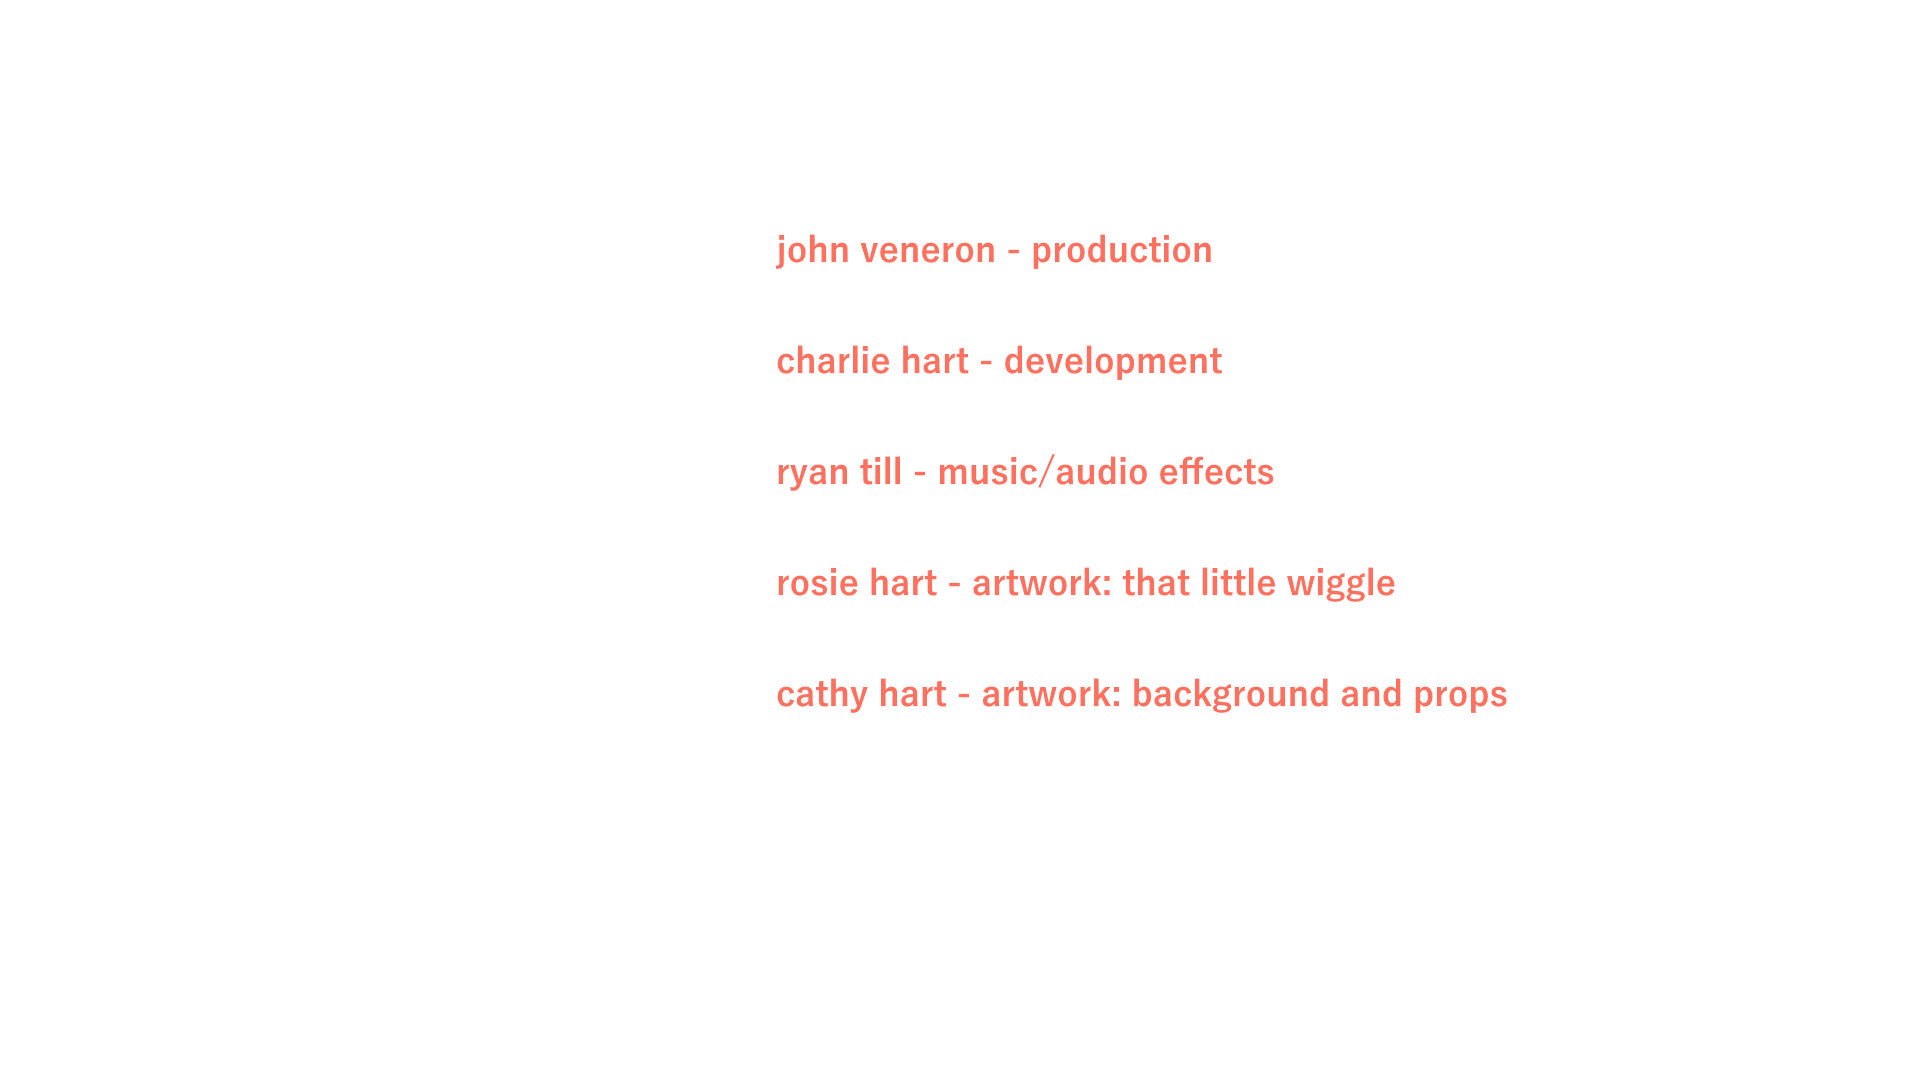 john veneron - production
charlie hart - development
ryan till - music/audio effects
rosie hart - artwork: that little wiggle
cathy hart - artwork: background and props